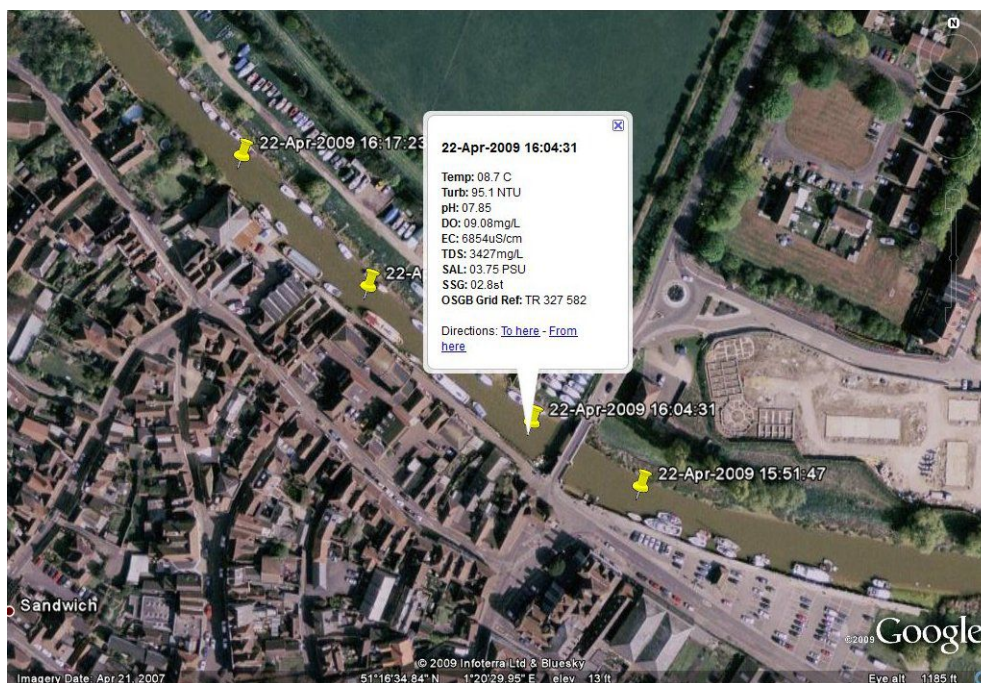 N
22-Apr-2009 16:17:23
22-Apr-2009 16:04:31
Temp: 08.7 C
Turb: 95.1 NTU
pH: 07.85
DO: 09.08mg/L
EC: 6854uS/cm
TDS: 3427mg/L
SAL: 03.75 PSU
SSG: 02.8st
OSGB Grid Ref: TR 327 582
Directions: To here - From
here
22-A
22-Apr-2009 16:04:31
22-Apr-2009 15:51:47
Sandwich
©2009 Google
© 2009 Infoterra Ltd & Bluesky
Imagery Date: Apr 21, 2007 51°16'34.84" N 1°20'29.95" E elev 13 ft Eye alt 1185 ft